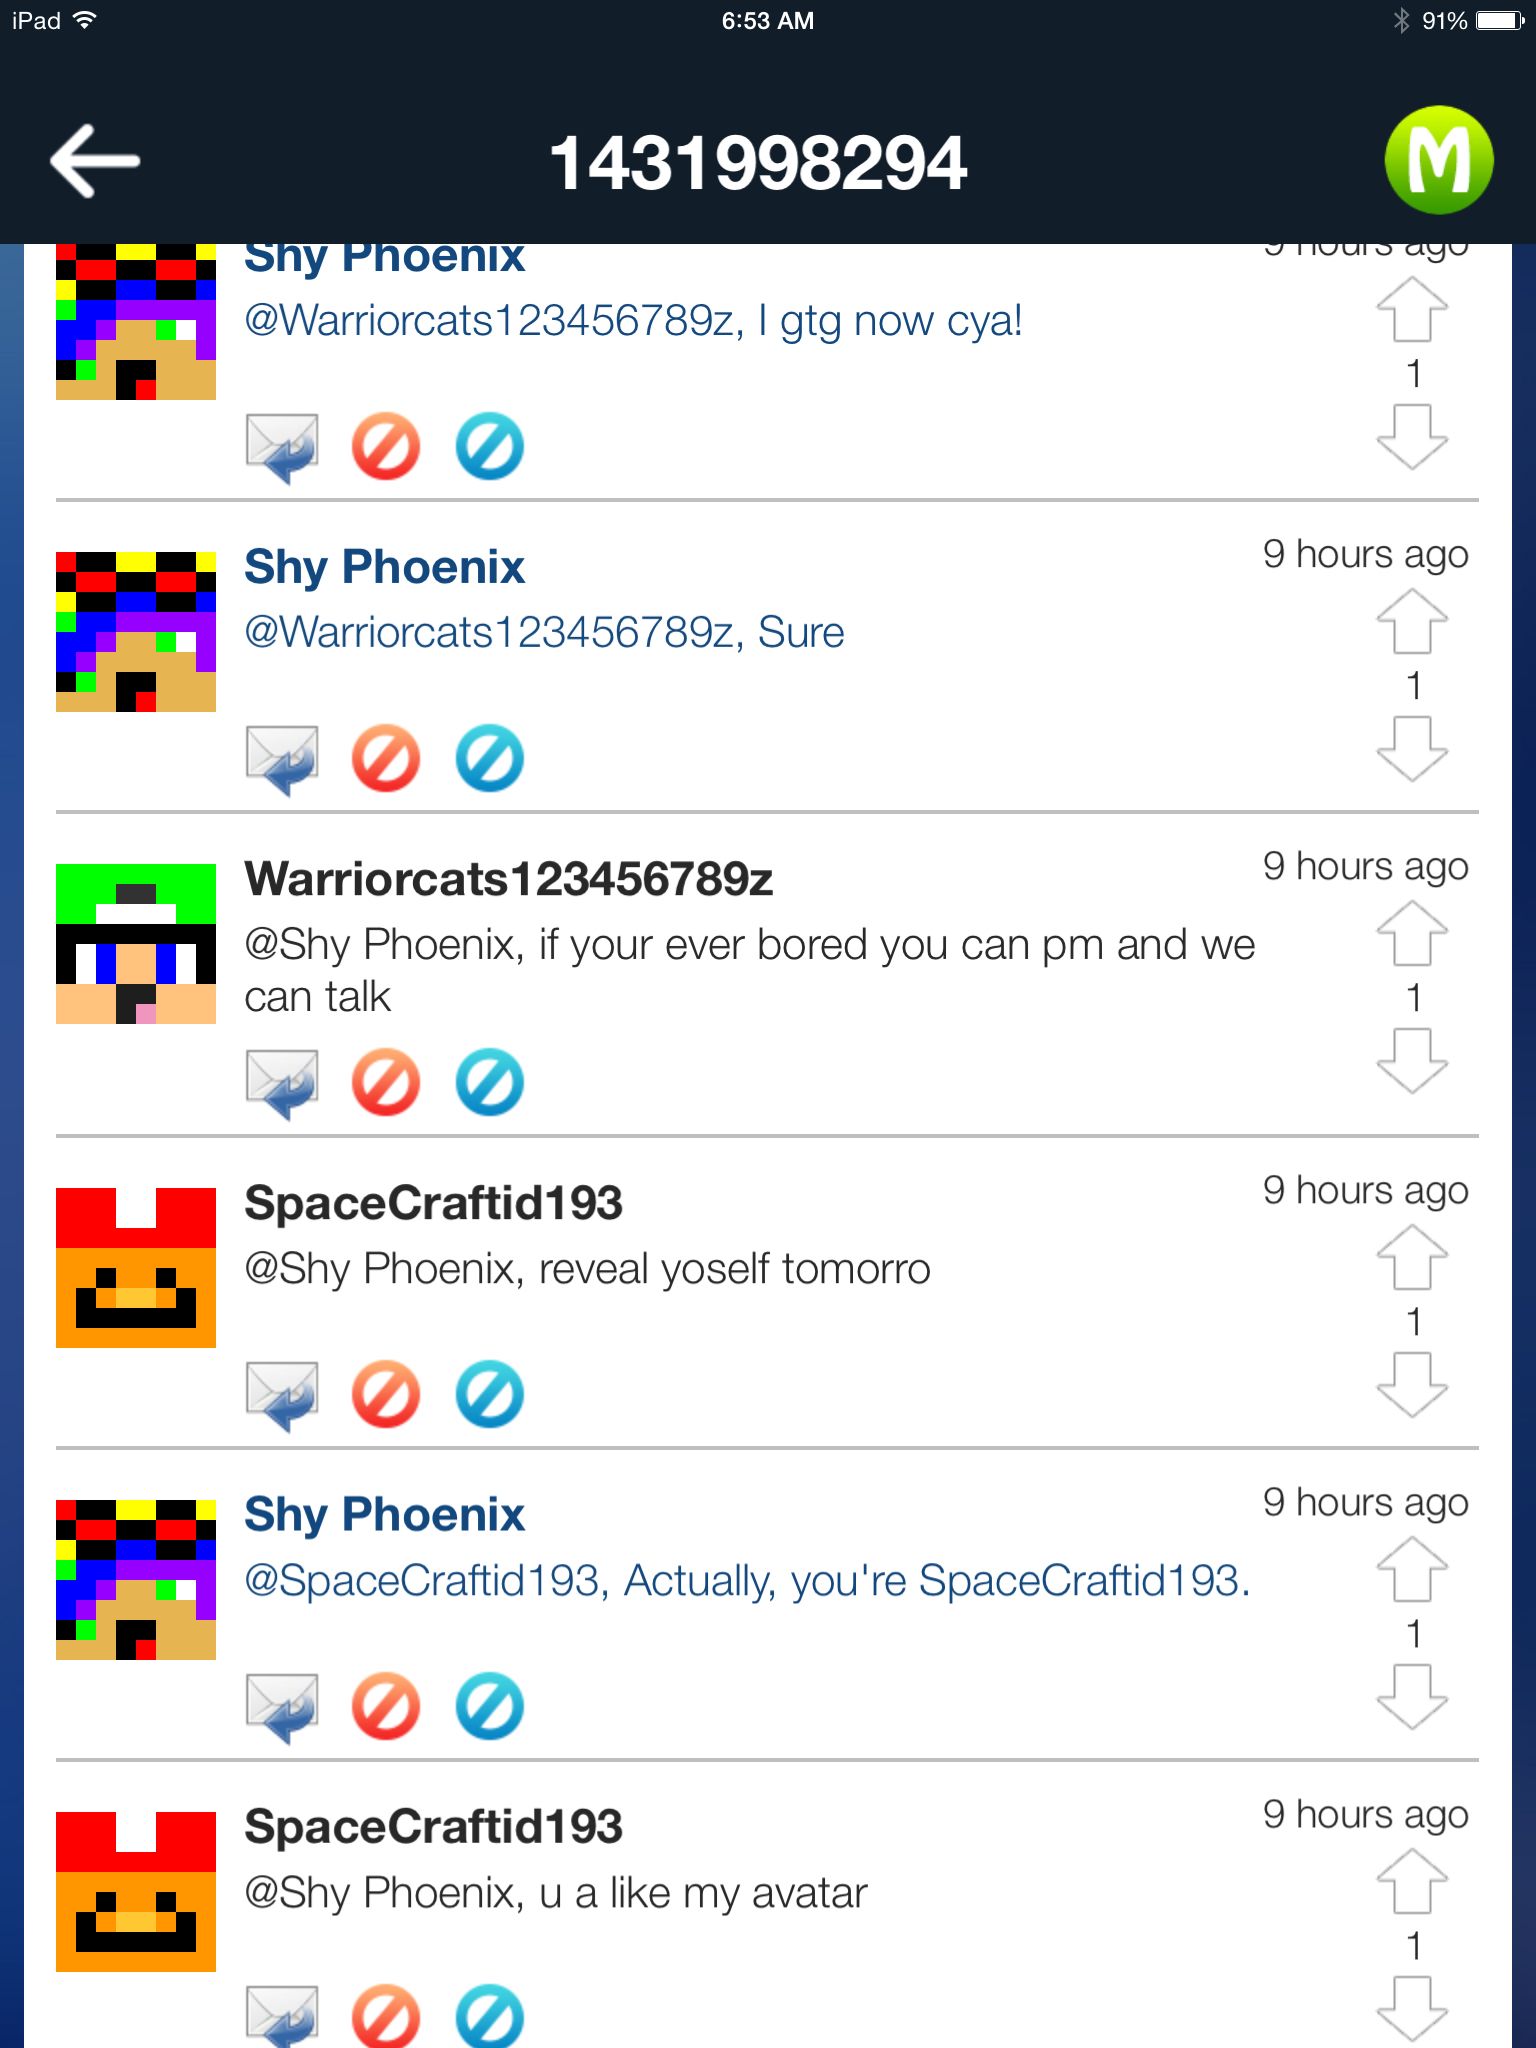 iPad 6:53 AM 91%
1431998294
M
Shy Phoenix 9 hours ago
@Warriorcats123456789z, I gtg now cya!
1
Shy Phoenix 9 hours ago
@Warriorcats123456789z, Sure
1
Warriorcats123456789z 9 hours ago
@Shy Phoenix, if your ever bored you can pm and we
can talk
1
SpaceCraftid193 9 hours ago
@Shy Phoenix, reveal yoself tomorro
1
Shy Phoenix 9 hours ago
@SpaceCraftid193, Actually, you're SpaceCraftid193.
1
SpaceCraftid193 9 hours ago
@Shy Phoenix, u a like my avatar
1